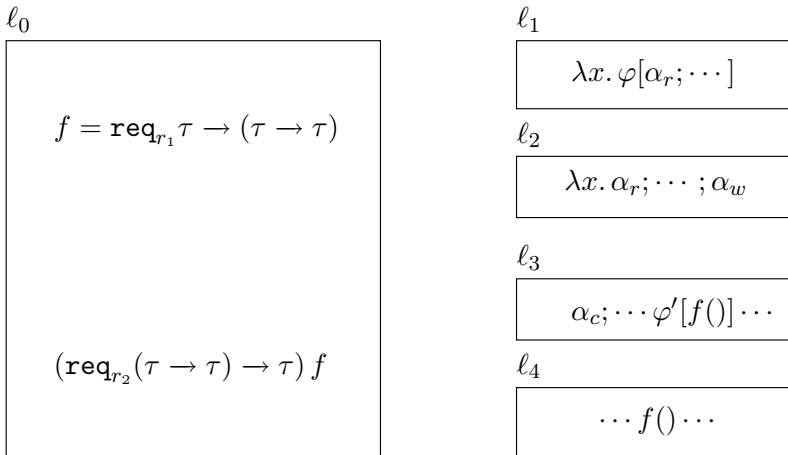 ℓ₀
f = req_{r₁} τ → (τ → τ)
(req_{r₂}(τ → τ) → τ) f
ℓ₁
λx. φ[α_r; ⋯ ]
ℓ₂
λx. α_r; ⋯ ; α_w
ℓ₃
α_c; ⋯ φ′[f()] ⋯
ℓ₄
⋯ f() ⋯